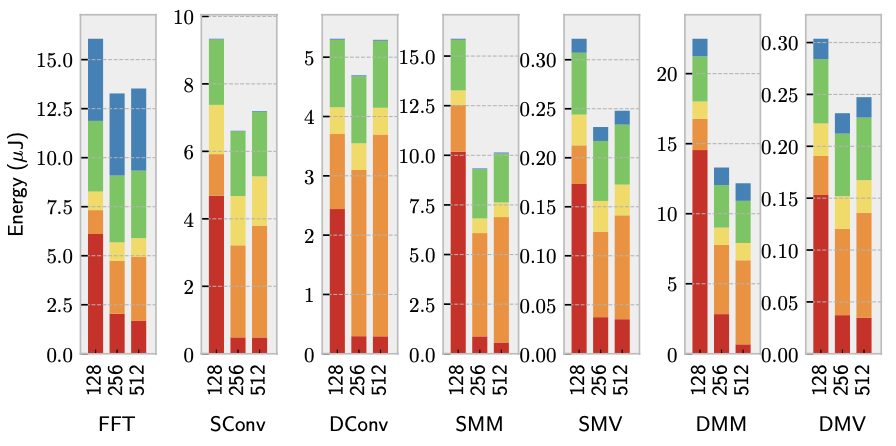 Energy (μJ)
0.0 2.5 5.0 7.5 10.0 12.5 15.0
128 256 512
FFT
0 2 4 6 8 10
128 256 512
SConv
0 1 2 3 4 5
128 256 512
DConv
0.0 2.5 5.0 7.5 10.0 12.5 15.0
128 256 512
SMM
0.00 0.05 0.10 0.15 0.20 0.25 0.30
128 256 512
SMV
0 5 10 15 20
128 256 512
DMM
0.00 0.05 0.10 0.15 0.20 0.25 0.30
128 256 512
DMV